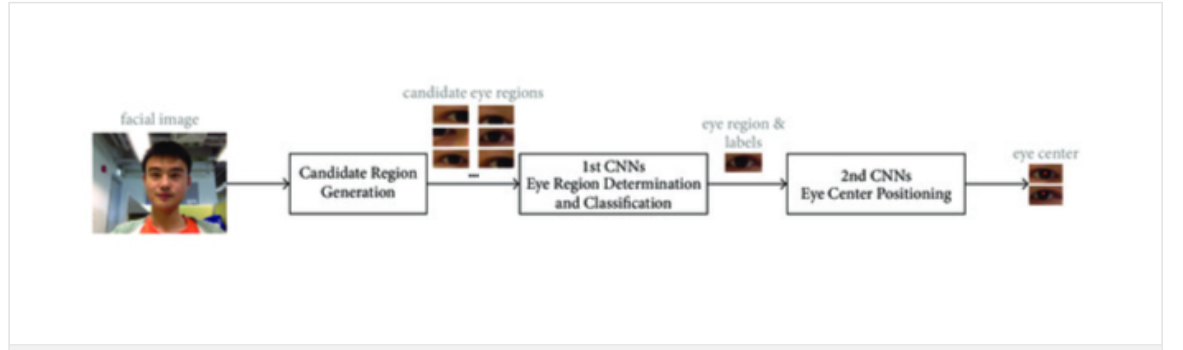 facial image
Candidate Region
Generation
candidate eye regions
...
1st CNNs
Eye Region Determination
and Classification
eye region &
labels
2nd CNNs
Eye Center Positioning
eye center